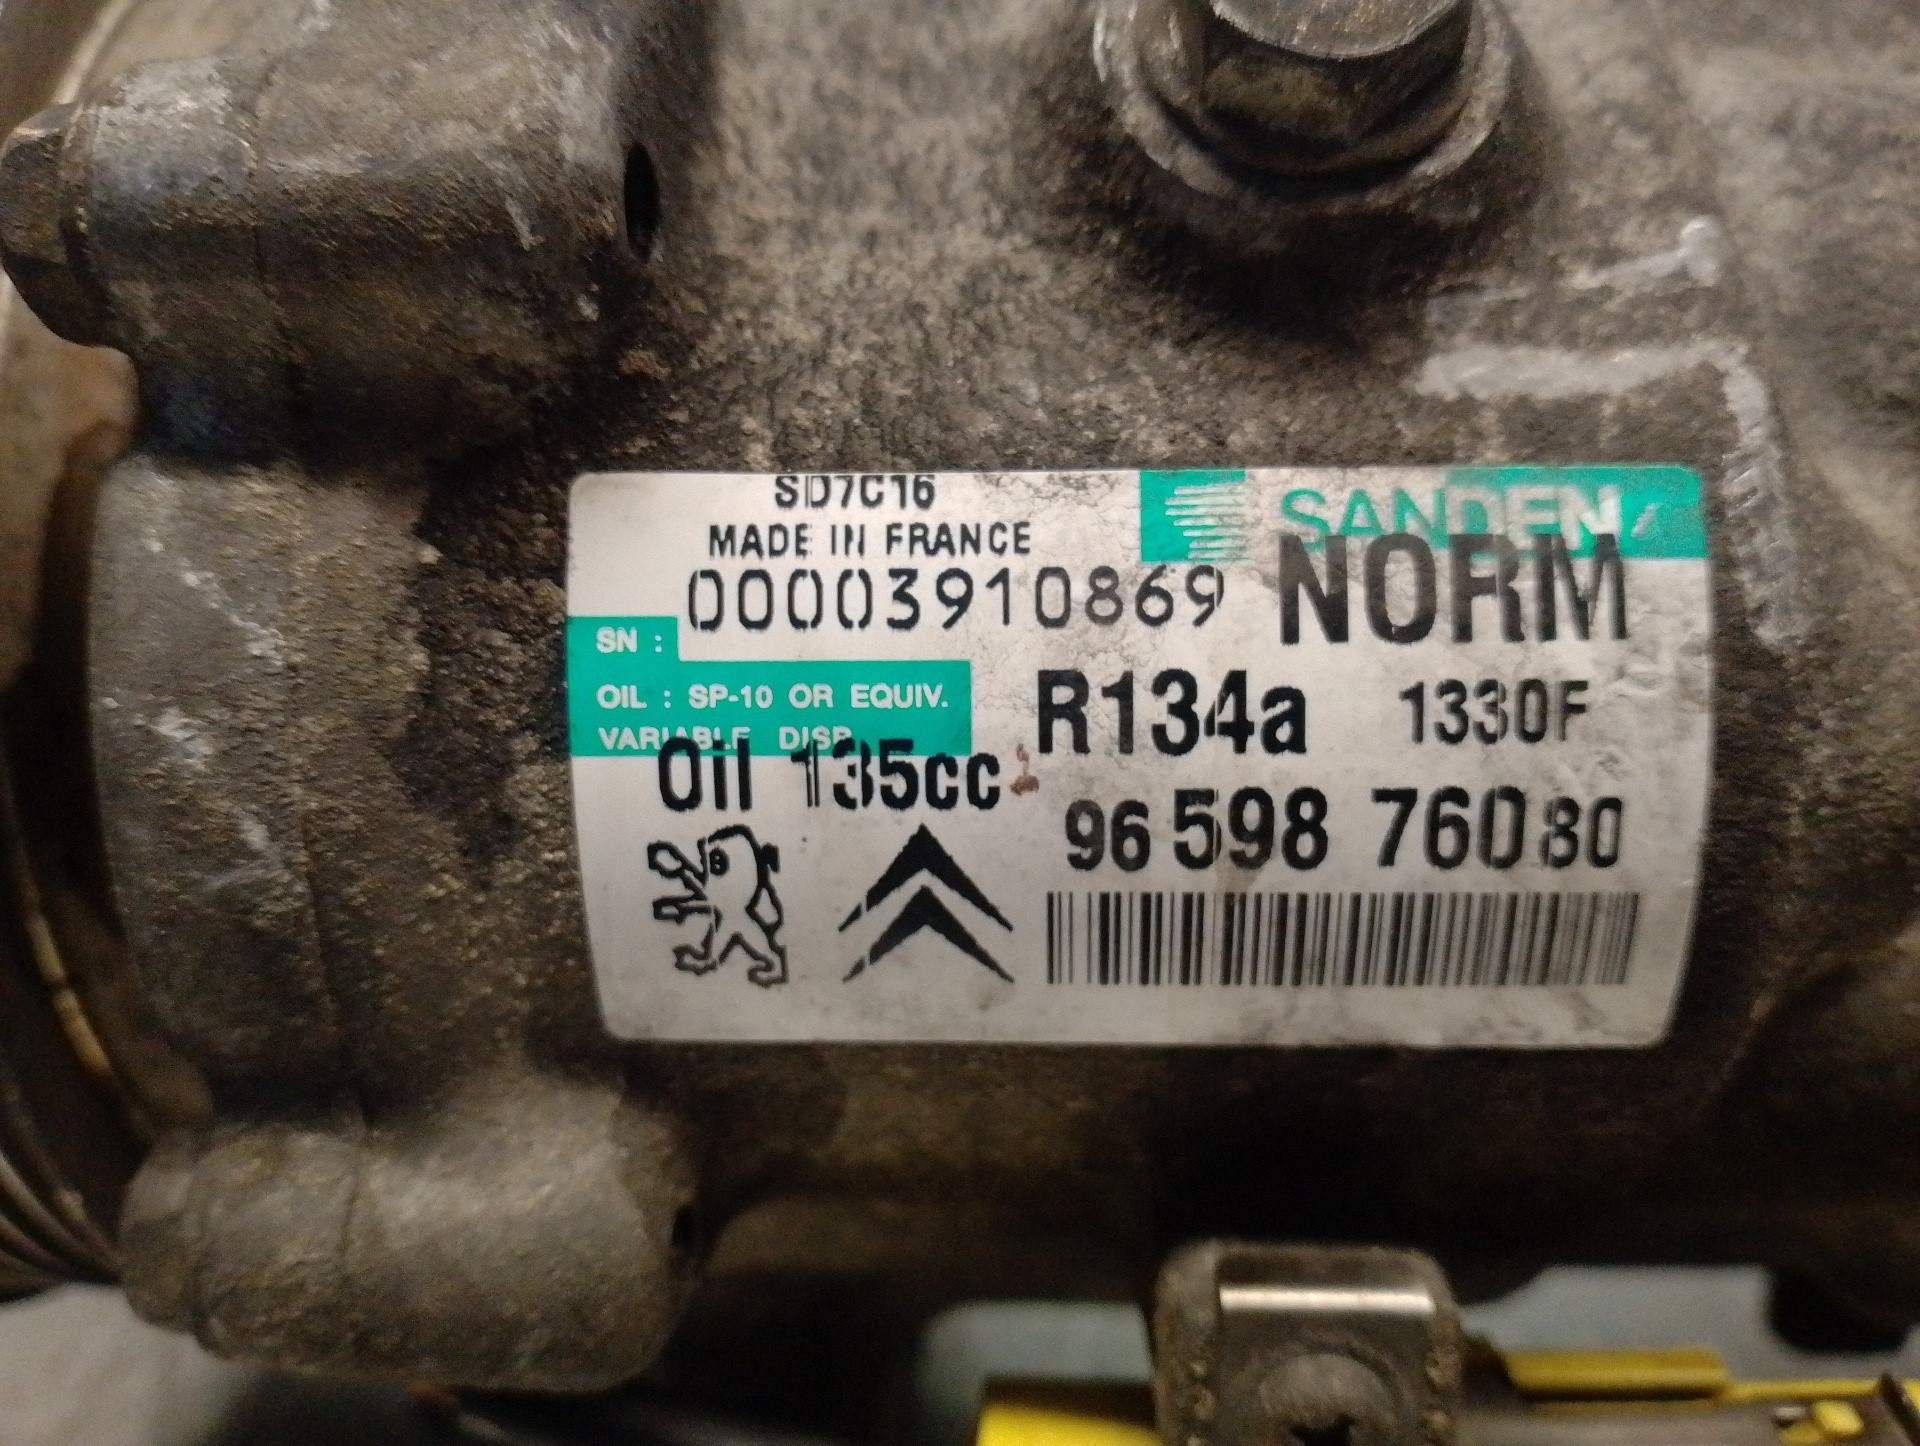 SD7C16
SANDEN
MADE IN FRANCE
00003910869
NORM
SN :
OIL : SP-10 OR EQUIV.
R134a 1330F
VARIABLE DISP.
Oil 135cc
96 598 760 80